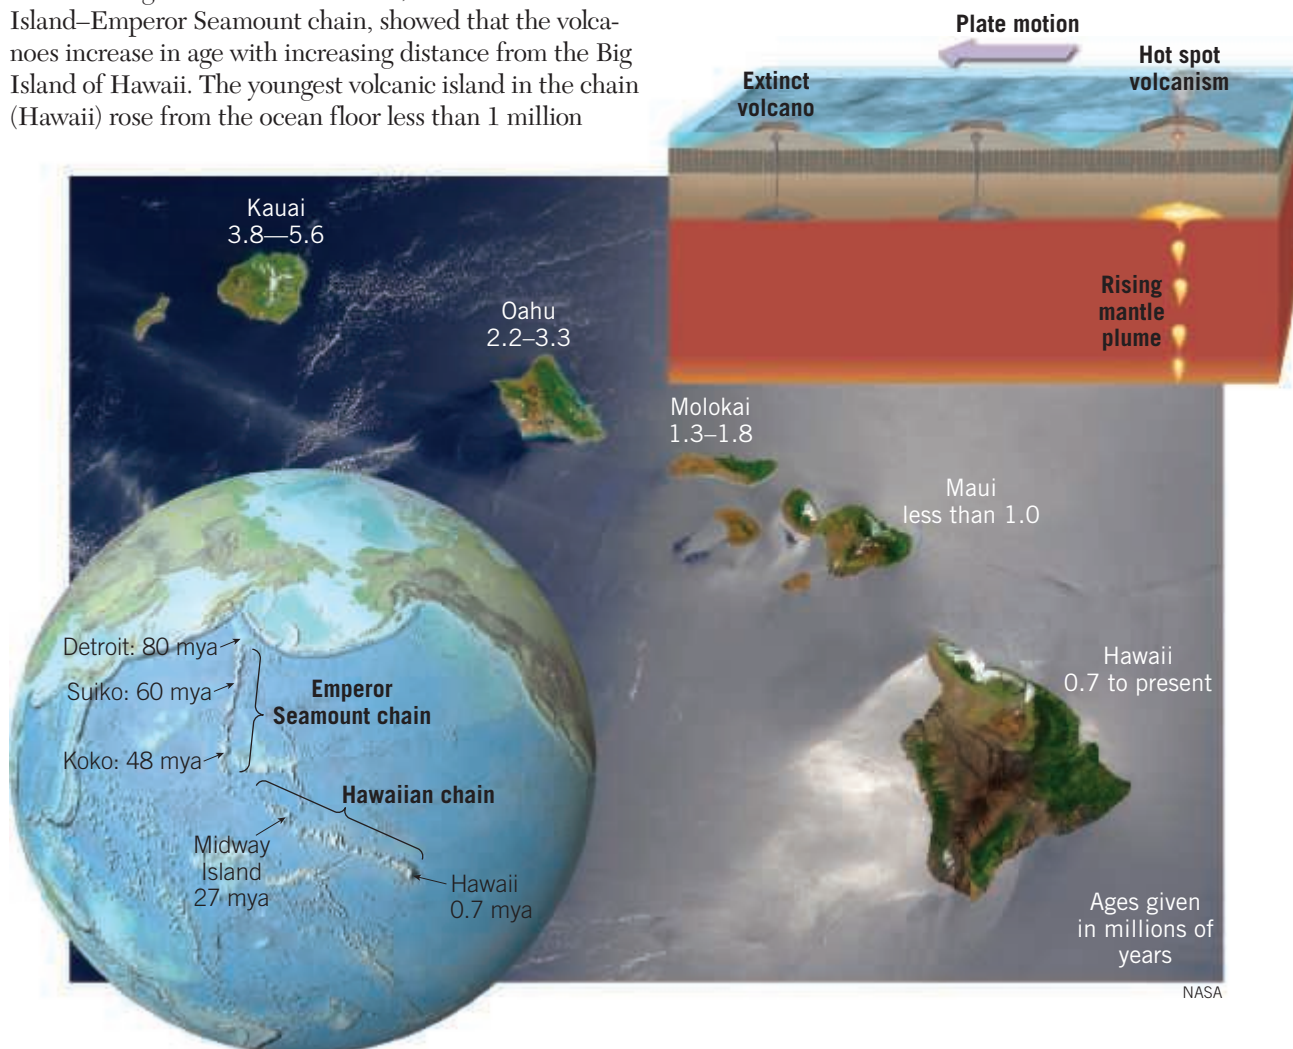 Island–Emperor Seamount chain, showed that the volca-
noes increase in age with increasing distance from the Big
Island of Hawaii. The youngest volcanic island in the chain
(Hawaii) rose from the ocean floor less than 1 million
Plate motion
Extinct
volcano
Hot spot
volcanism
Rising
mantle
plume
Kauai
3.8—5.6
Oahu
2.2–3.3
Molokai
1.3–1.8
Maui
less than 1.0
Hawaii
0.7 to present
Ages given
in millions of
years
Detroit: 80 mya
Suiko: 60 mya
Koko: 48 mya
Emperor
Seamount chain
Hawaiian chain
Midway
Island
27 mya
Hawaii
0.7 mya
NASA